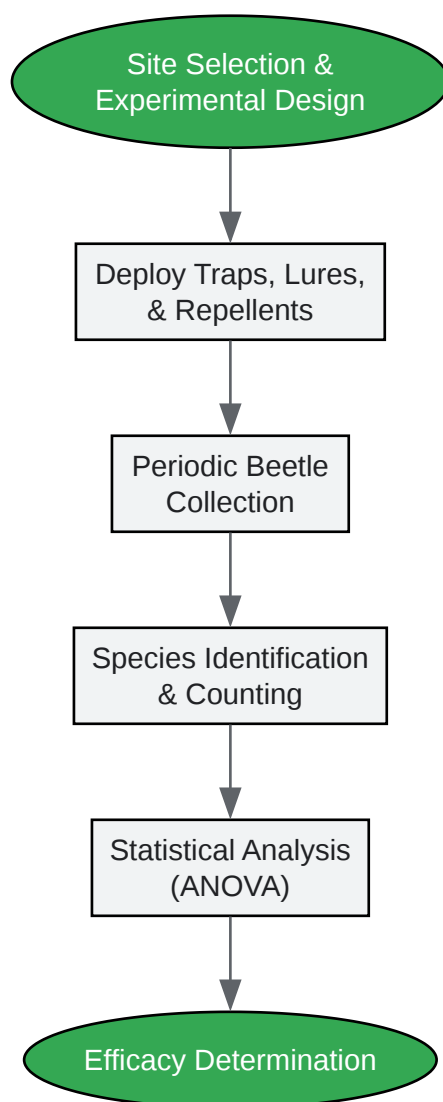 Site Selection &
Experimental Design
Deploy Traps, Lures,
& Repellents
Periodic Beetle
Collection
Species Identification
& Counting
Statistical Analysis
(ANOVA)
Efficacy Determination